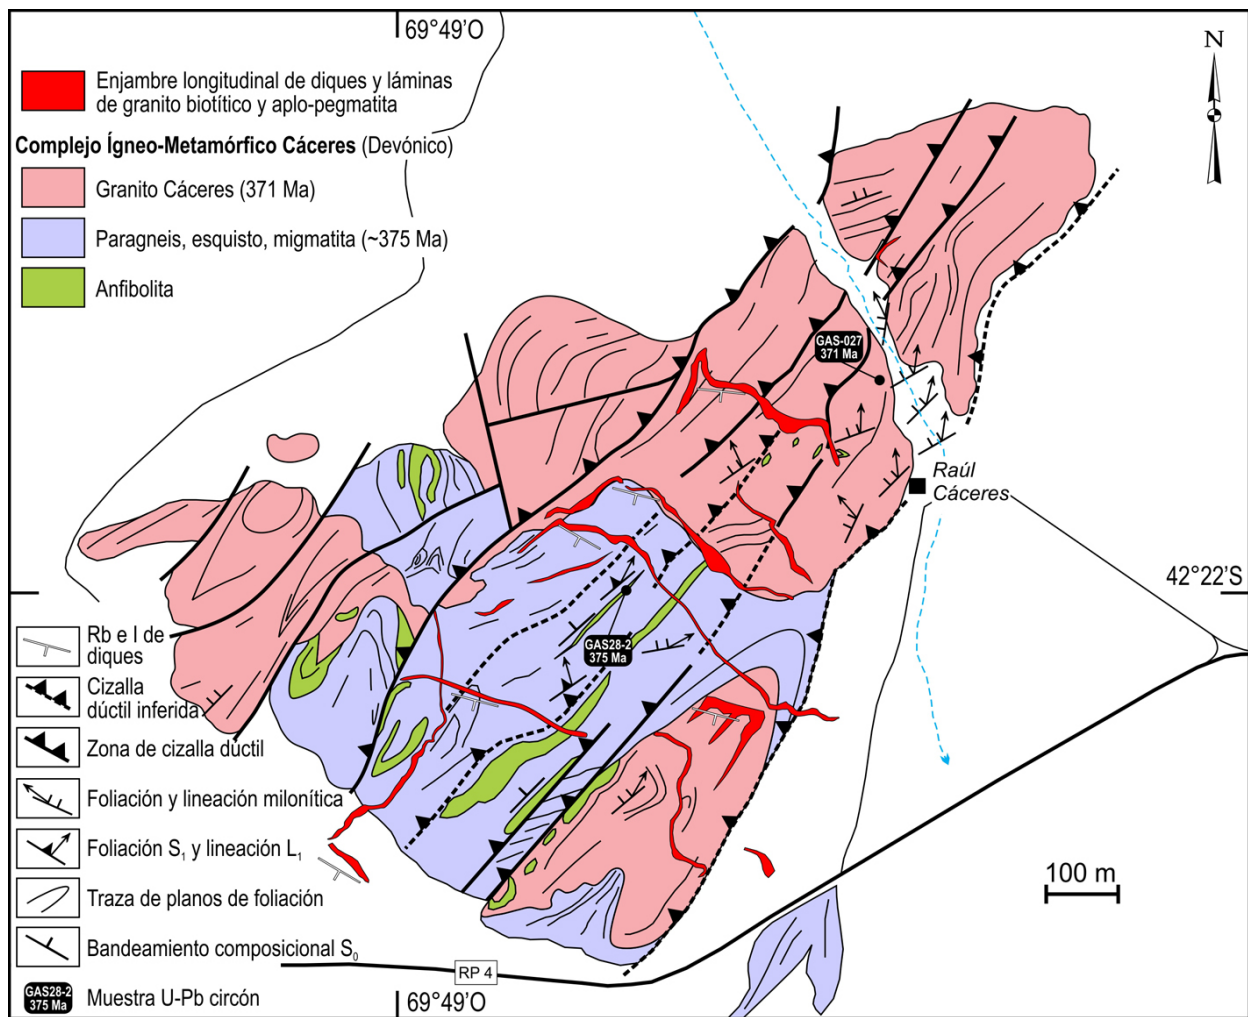 69°49'O
N
Enjambre longitudinal de diques y láminas
de granito biotítico y aplo-pegmatita
Complejo Ígneo-Metamórfico Cáceres (Devónico)
Granito Cáceres (371 Ma)
Paragneis, esquisto, migmatita (~375 Ma)
Anfibolita
GAS-027
371 Ma
Raúl
Cáceres
42°22'S
GAS28-2
375 Ma
Rb e I de
diques
Cizalla
dúctil inferida
Zona de cizalla dúctil
Foliación y lineación milonítica
Foliación S₁ y lineación L₁
Traza de planos de foliación
Bandeamiento composicional S₀
GAS28-2
375 Ma
Muestra U-Pb circón
100 m
RP 4
69°49'O